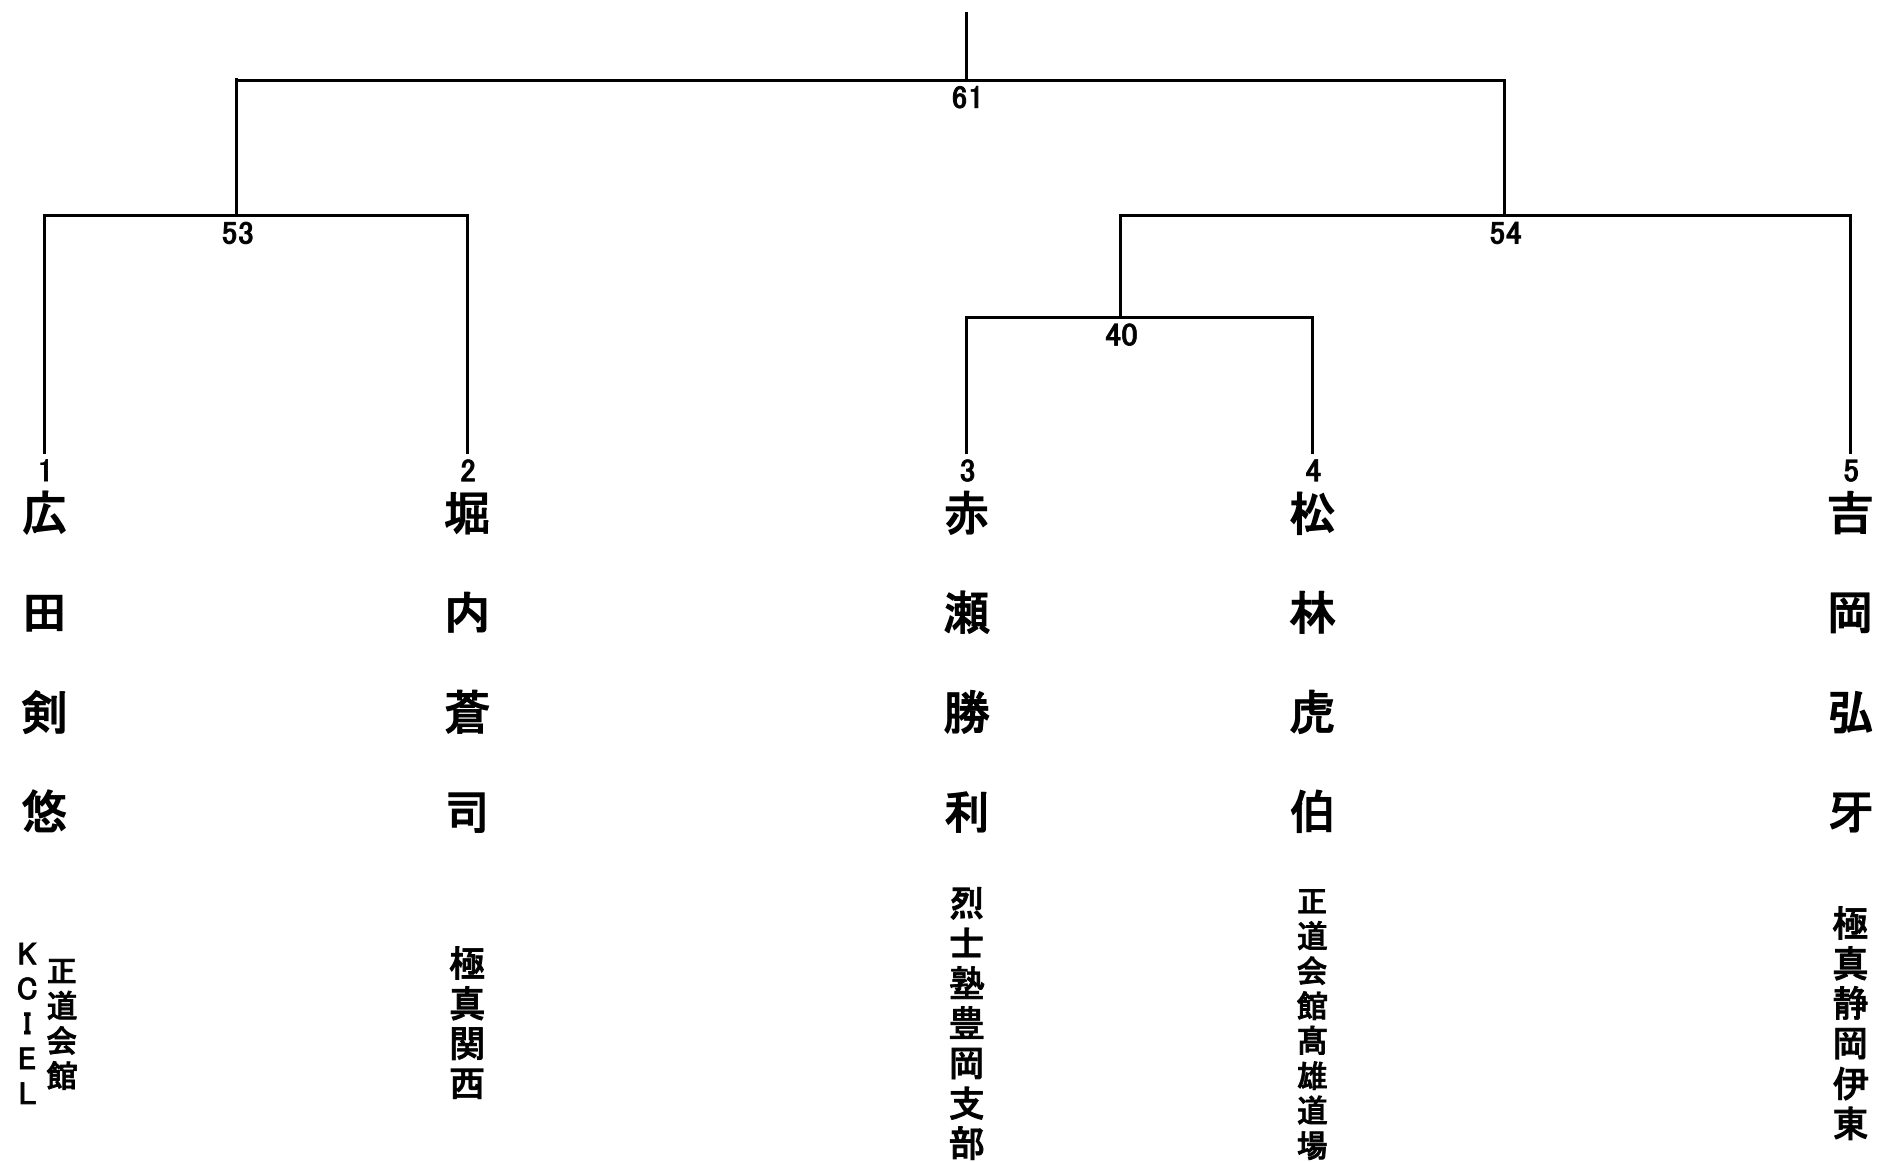 61
53
54
40
1
広田剣悠
正道会館
KCIEL
2
堀内蒼司
極真関西
3
赤瀬勝利
烈士塾豊岡支部
4
松林虎伯
正道会館髙雄道場
5
吉岡弘牙
極真静岡伊東